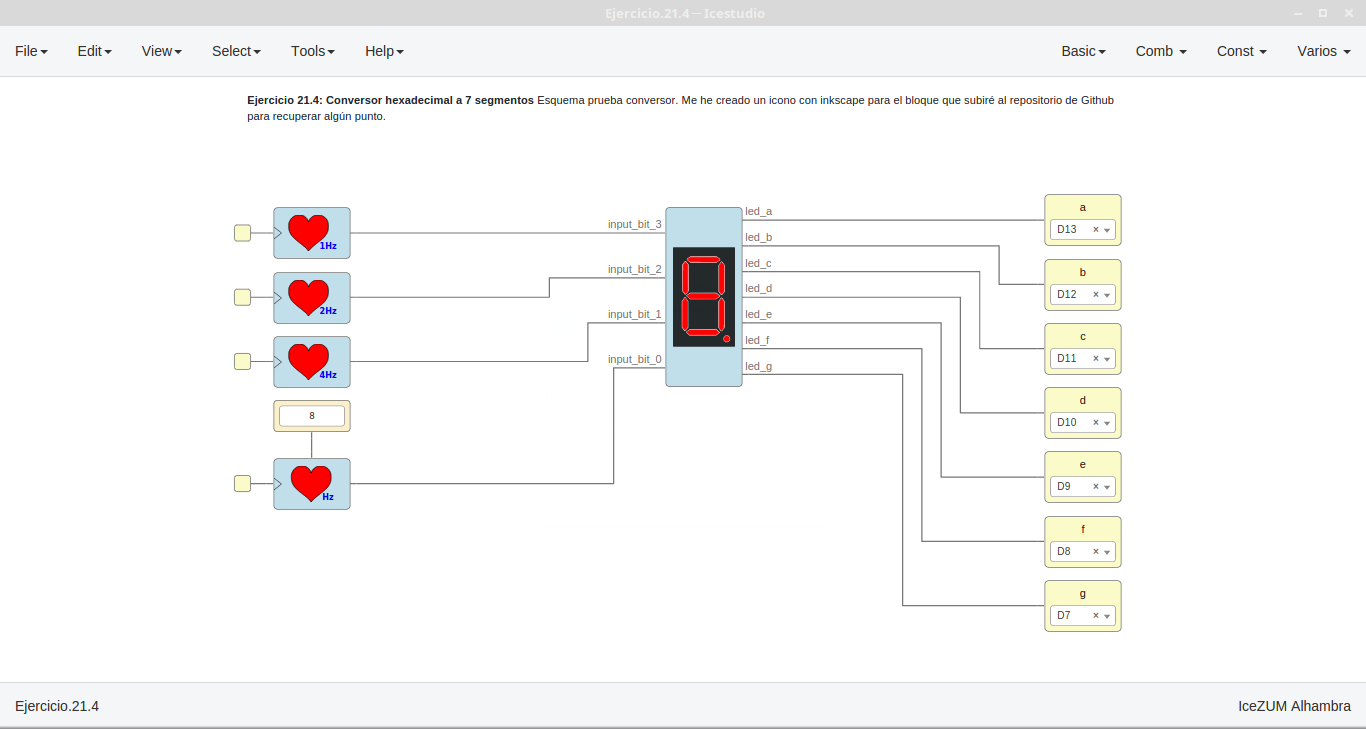 Ejercicio.21.4 – Icestudio
File Edit View Select Tools Help Basic Comb Const Varios
Ejercicio 21.4: Conversor hexadecimal a 7 segmentos Esquema prueba conversor. Me he creado un icono con inkscape para el bloque que subiré al repositorio de Github
para recuperar algún punto.
1Hz
2Hz
4Hz
8
Hz
input_bit_3
input_bit_2
input_bit_1
input_bit_0
led_a
led_b
led_c
led_d
led_e
led_f
led_g
a
D13
b
D12
c
D11
d
D10
e
D9
f
D8
g
D7
Ejercicio.21.4 IceZUM Alhambra